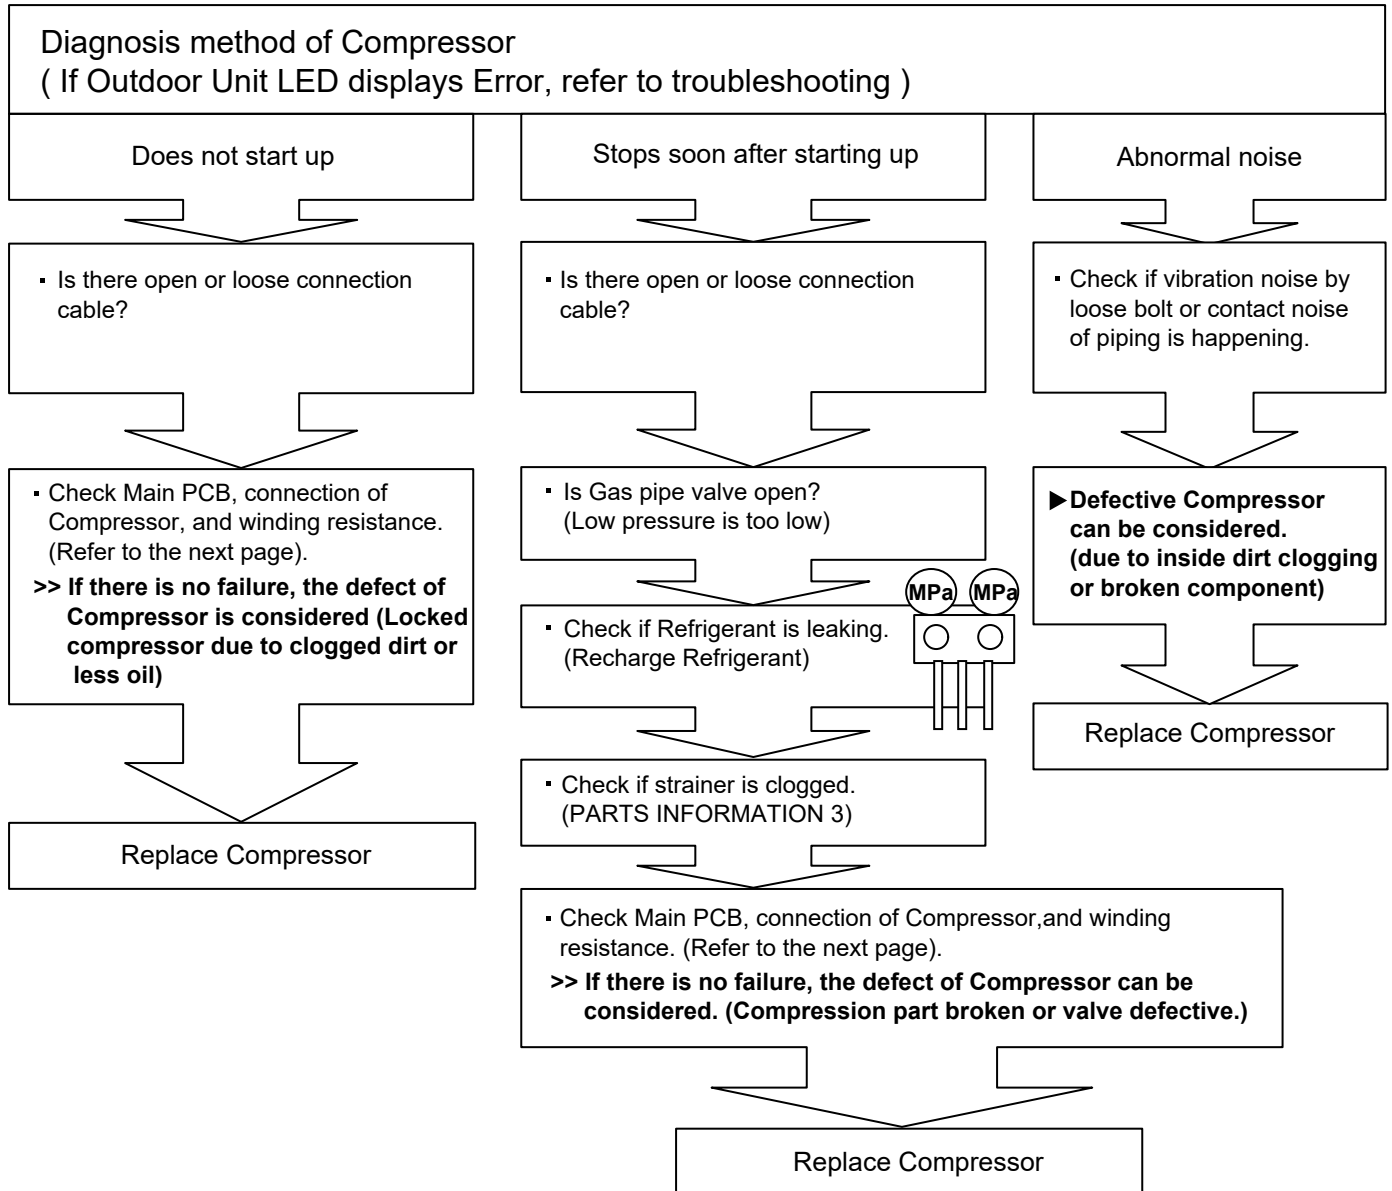 Diagnosis method of Compressor
( If Outdoor Unit LED displays Error, refer to troubleshooting )
Does not start up
▪ Is there open or loose connection
cable?
▪ Check Main PCB, connection of
Compressor, and winding resistance.
(Refer to the next page).
>> If there is no failure, the defect of
Compressor is considered (Locked
compressor due to clogged dirt or
less oil)
Replace Compressor
Stops soon after starting up
▪ Is there open or loose connection
cable?
▪ Is Gas pipe valve open?
(Low pressure is too low)
▪ Check if Refrigerant is leaking.
(Recharge Refrigerant)
MPa MPa
▪ Check if strainer is clogged.
(PARTS INFORMATION 3)
▪ Check Main PCB, connection of Compressor,and winding
resistance. (Refer to the next page).
>> If there is no failure, the defect of Compressor can be
considered. (Compression part broken or valve defective.)
Replace Compressor
Abnormal noise
▪ Check if vibration noise by
loose bolt or contact noise
of piping is happening.
▶Defective Compressor
can be considered.
(due to inside dirt clogging
or broken component)
Replace Compressor